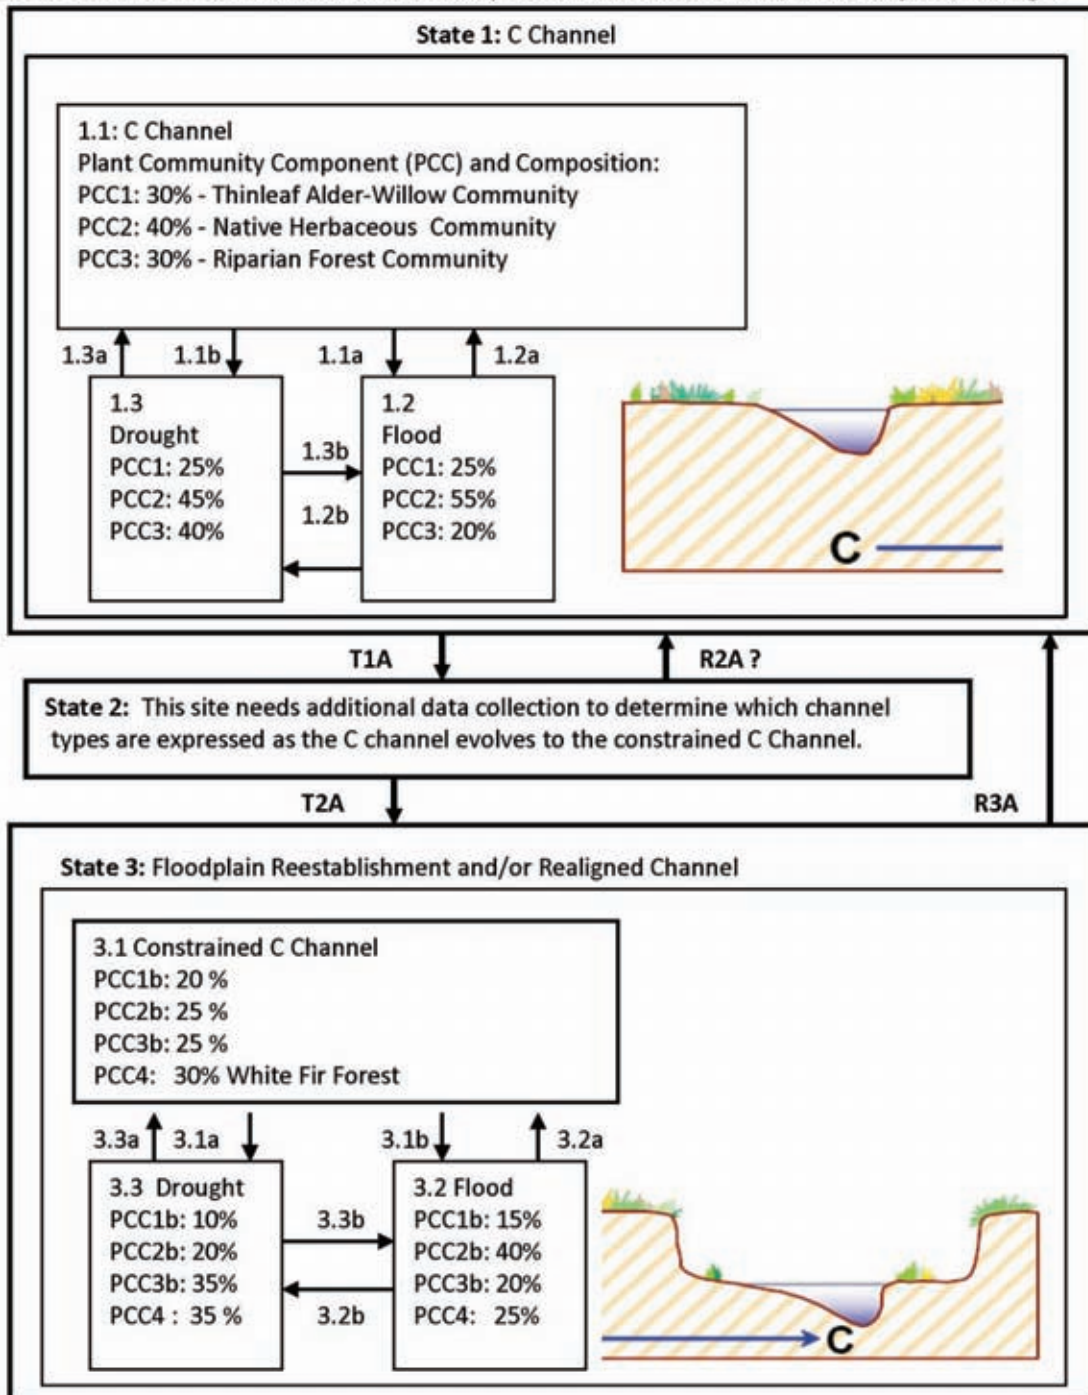 State 1: C Channel
1.1: C Channel
Plant Community Component (PCC) and Composition:
PCC1: 30% - Thinleaf Alder-Willow Community
PCC2: 40% - Native Herbaceous Community
PCC3: 30% - Riparian Forest Community
1.3a
1.1b
1.1a
1.2a
1.3
Drought
PCC1: 25%
PCC2: 45%
PCC3: 40%
1.3b
1.2b
1.2
Flood
PCC1: 25%
PCC2: 55%
PCC3: 20%
C
T1A
R2A ?
State 2: This site needs additional data collection to determine which channel
types are expressed as the C channel evolves to the constrained C Channel.
T2A
R3A
State 3: Floodplain Reestablishment and/or Realigned Channel
3.1 Constrained C Channel
PCC1b: 20 %
PCC2b: 25 %
PCC3b: 25 %
PCC4: 30% White Fir Forest
3.3a
3.1a
3.1b
3.2a
3.3 Drought
PCC1b: 10%
PCC2b: 20%
PCC3b: 35%
PCC4 : 35 %
3.3b
3.2b
3.2 Flood
PCC1b: 15%
PCC2b: 40%
PCC3b: 20%
PCC4: 25%
C